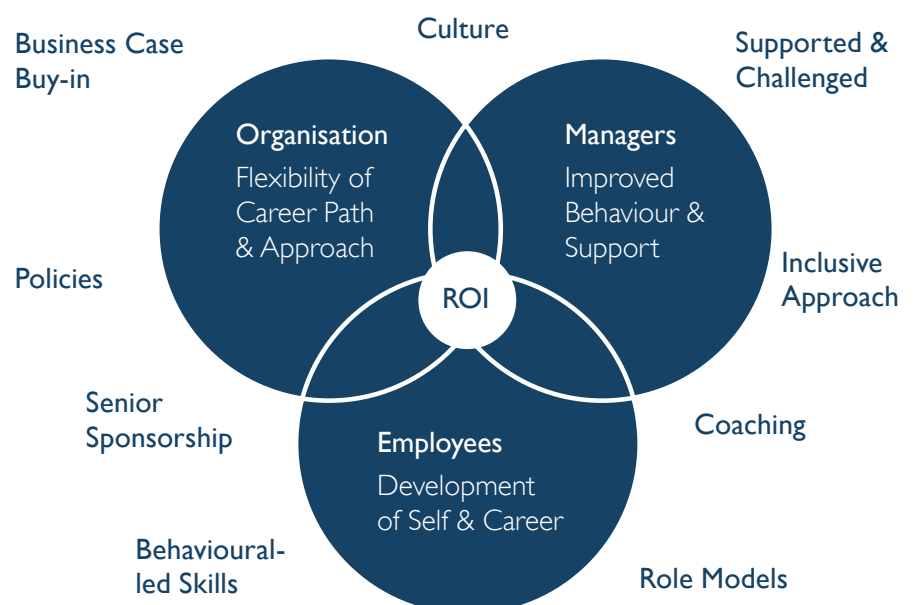 Culture
Business Case
Buy-in
Supported &
Challenged
Organisation
Flexibility of
Career Path
& Approach
Managers
Improved
Behaviour &
Support
Policies
ROI
Inclusive
Approach
Senior
Sponsorship
Coaching
Employees
Development
of Self & Career
Behavioural-
led Skills
Role Models